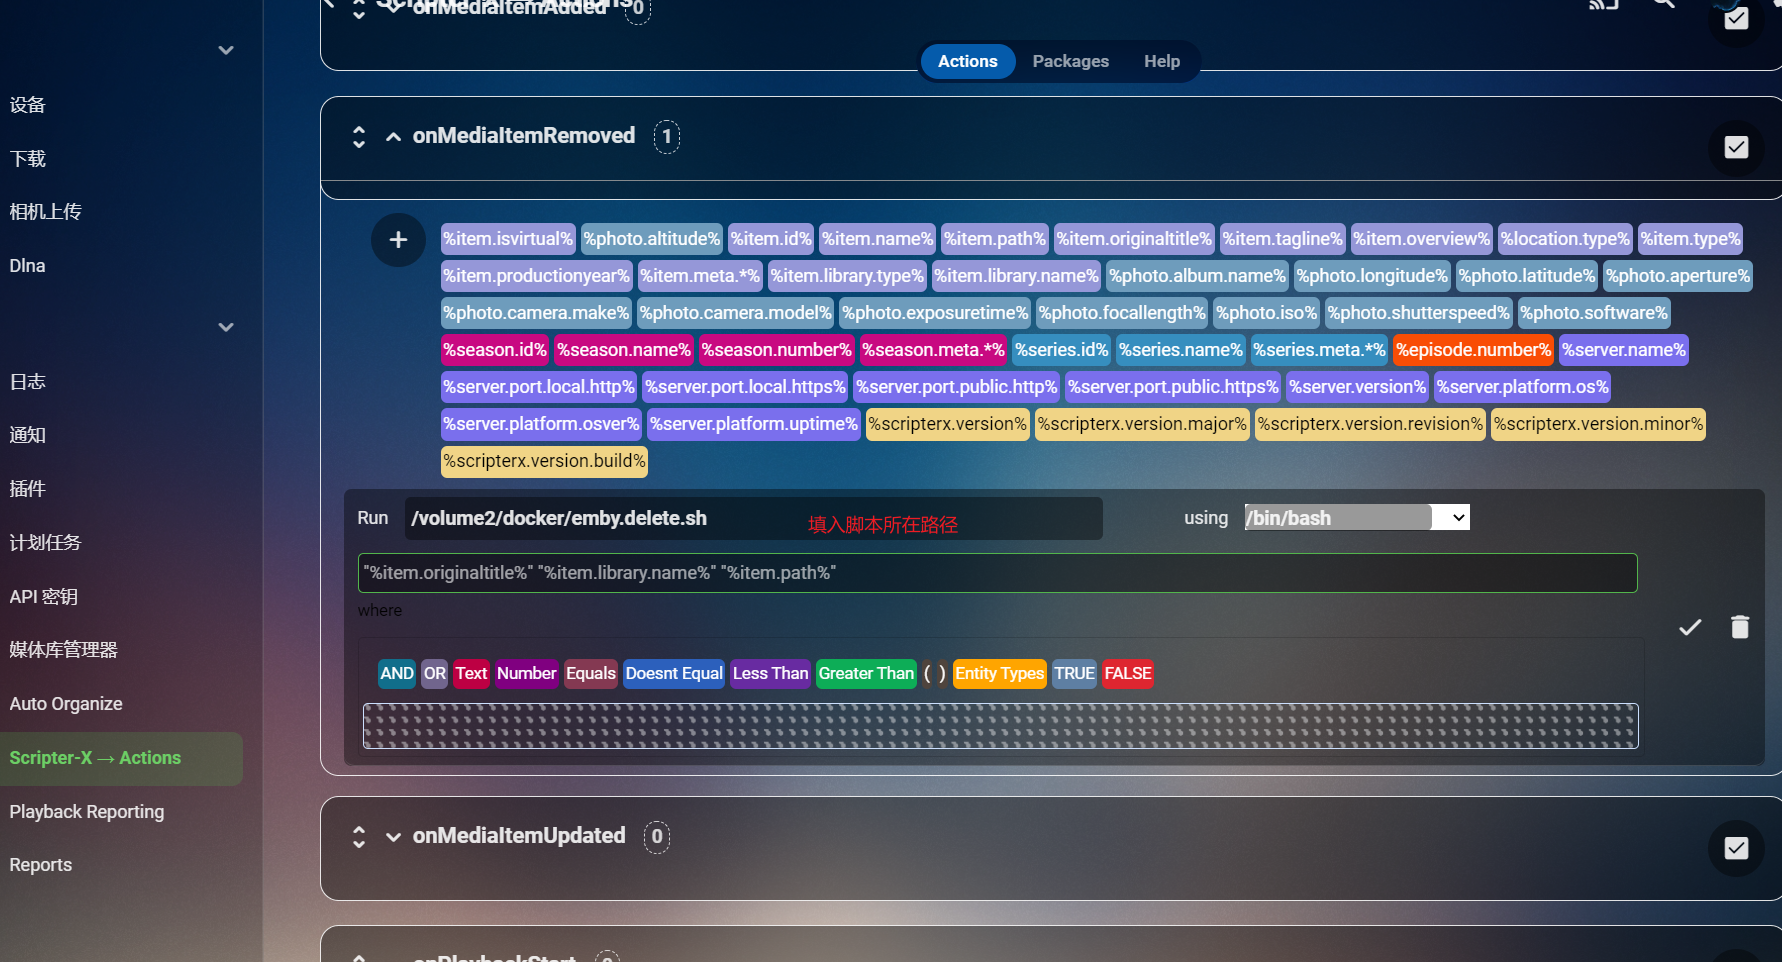 Scripter-X → Actions
onMediaItemAdded 0
Actions Packages Help
设备
下载
相机上传
Dlna
日志
通知
插件
计划任务
API 密钥
媒体库管理器
Auto Organize
Scripter-X → Actions
Playback Reporting
Reports
onMediaItemRemoved 1
%item.isvirtual% %photo.altitude% %item.id% %item.name% %item.path% %item.originaltitle% %item.tagline% %item.overview% %location.type% %item.type%
%item.productionyear% %item.meta.*% %item.library.type% %item.library.name% %photo.album.name% %photo.longitude% %photo.latitude% %photo.aperture%
%photo.camera.make% %photo.camera.model% %photo.exposuretime% %photo.focallength% %photo.iso% %photo.shutterspeed% %photo.software%
%season.id% %season.name% %season.number% %season.meta.*% %series.id% %series.name% %series.meta.*% %episode.number% %server.name%
%server.port.local.http% %server.port.local.https% %server.port.public.http% %server.port.public.https% %server.version% %server.platform.os%
%server.platform.osver% %server.platform.uptime% %scripterx.version% %scripterx.version.major% %scripterx.version.revision% %scripterx.version.minor%
%scripterx.version.build%
Run /volume2/docker/emby.delete.sh 填入脚本所在路径 using /bin/bash
"%item.originaltitle%" "%item.library.name%" "%item.path%"
where
AND OR Text Number Equals Doesnt Equal Less Than Greater Than ( ) Entity Types TRUE FALSE
onMediaItemUpdated 0
onPlaybackStart